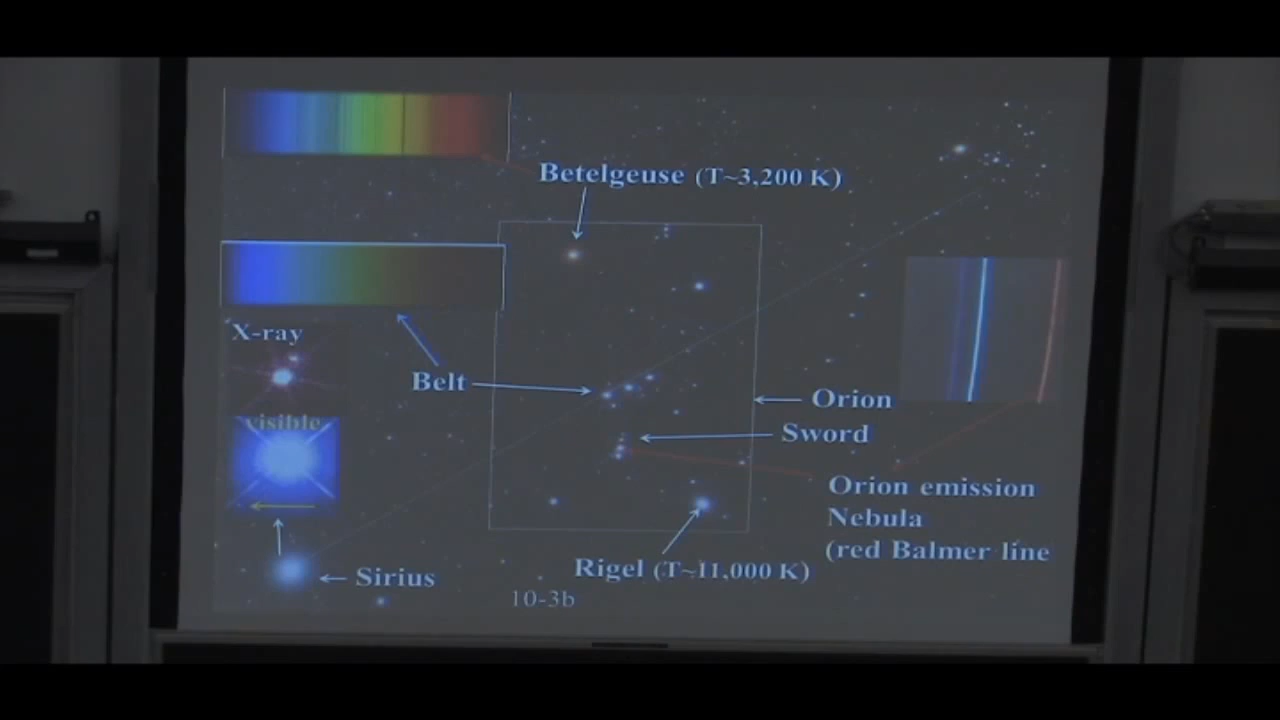 Betelgeuse (T~3,200 K)
X-ray
Belt
visible
Orion
Sword
Orion emission
Nebula
(red Balmer line
Rigel (T~11,000 K)
Sirius
10-3b